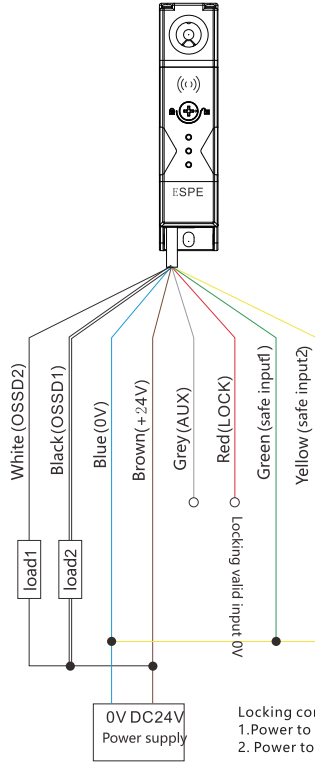 ESPE
White (OSSD2)
Black(OSSD1)
Blue(0V)
Brown(+24V)
Grey(AUX)
Red(LOCK)
Green(safe input1)
Yellow(safe input2)
load1
load2
Locking valid input 0V
0V DC24V
Power supply
Locking co
1.Power to
2. Power to